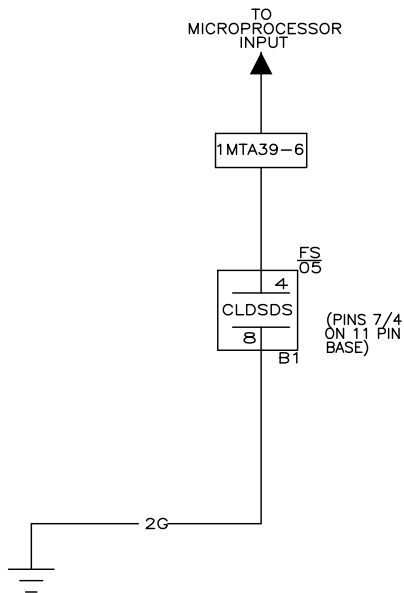 TO
MICROPROCESSOR
INPUT
1MTA39-6
FS
05
4
CLDSDS
8
B1
(PINS 7/4
ON 11 PIN
BASE)
2G